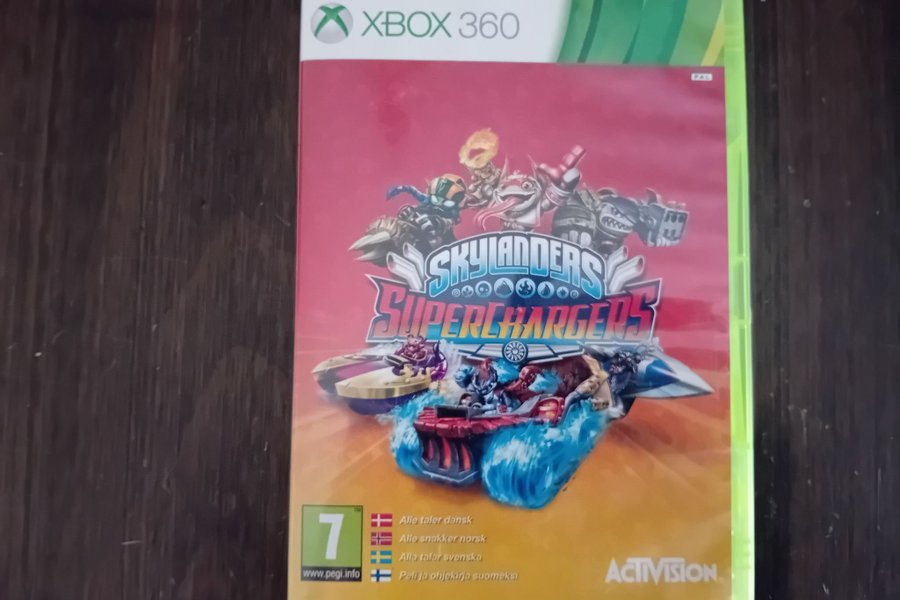 XBOX 360
PAL
SKYLANDERS
SUPERCHARGERS
7
www.pegi.info
Alle taler dansk
Alle snakker norsk
Alla talar svenska
Peli ja ohjekirja suomeksi
ACTIVISION